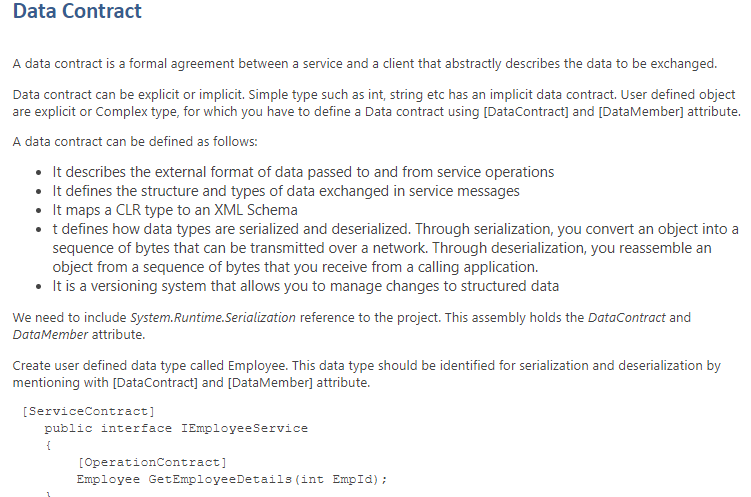 Data Contract
A data contract is a formal agreement between a service and a client that abstractly describes the data to be exchanged.
Data contract can be explicit or implicit. Simple type such as int, string etc has an implicit data contract. User defined object
are explicit or Complex type, for which you have to define a Data contract using [DataContract] and [DataMember] attribute.
A data contract can be defined as follows:
• It describes the external format of data passed to and from service operations
• It defines the structure and types of data exchanged in service messages
• It maps a CLR type to an XML Schema
• t defines how data types are serialized and deserialized. Through serialization, you convert an object into a
sequence of bytes that can be transmitted over a network. Through deserialization, you reassemble an
object from a sequence of bytes that you receive from a calling application.
• It is a versioning system that allows you to manage changes to structured data
We need to include System.Runtime.Serialization reference to the project. This assembly holds the DataContract and
DataMember attribute.
Create user defined data type called Employee. This data type should be identified for serialization and deserialization by
mentioning with [DataContract] and [DataMember] attribute.
[ServiceContract]
public interface IEmployeeService
{
[OperationContract]
Employee GetEmployeeDetails(int EmpId);
}